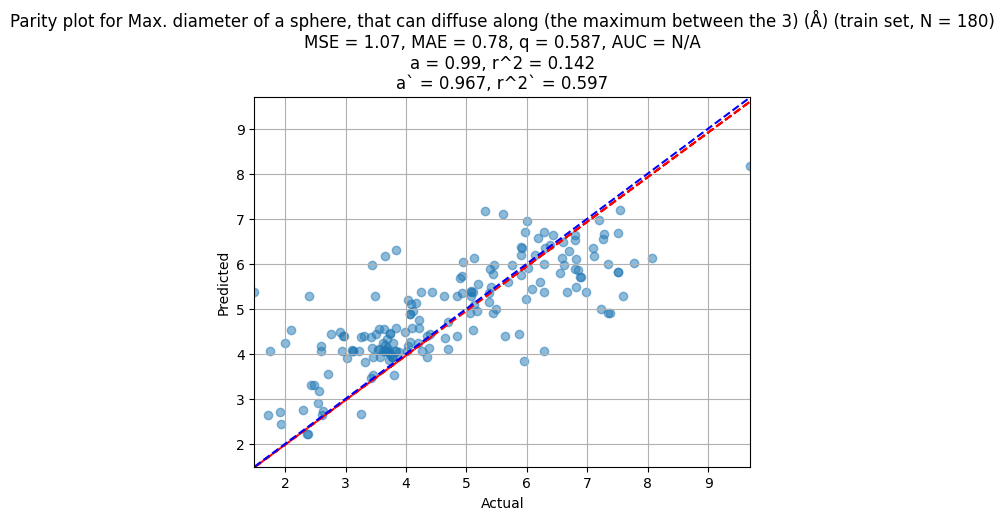 Parity plot for Max. diameter of a sphere, that can diffuse along (the maximum between the 3) (Å) (train set, N = 180)
MSE = 1.07, MAE = 0.78, q = 0.587, AUC = N/A
a = 0.99, r^2 = 0.142
a` = 0.967, r^2` = 0.597
9
8
7
6
5
4
3
2
Predicted
2 3 4 5 6 7 8 9
Actual